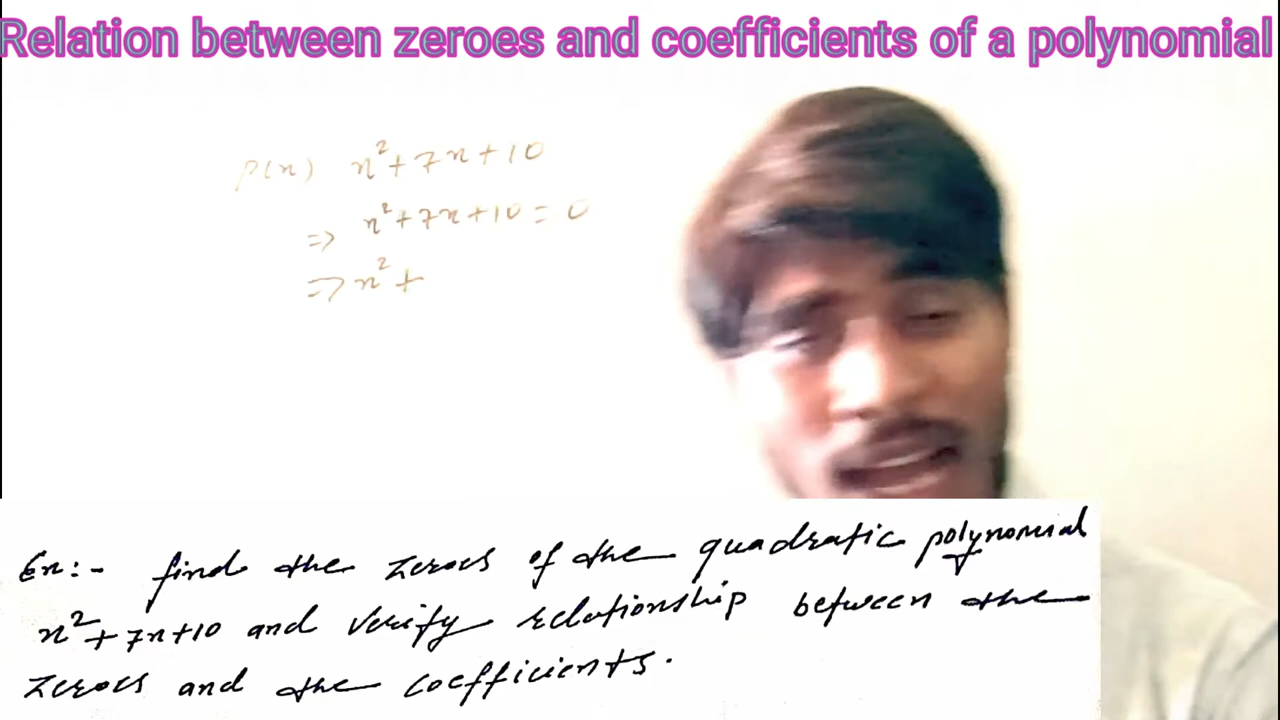 Relation between zeroes and coefficients of a polynomial
P(x) x²+7x+10
=> x²+7x+10=0
=> x²+
Ex:- find the zeroes of the quadratic polynomial
x²+7x+10 and verify relationship between the
zeroes and the coefficients.